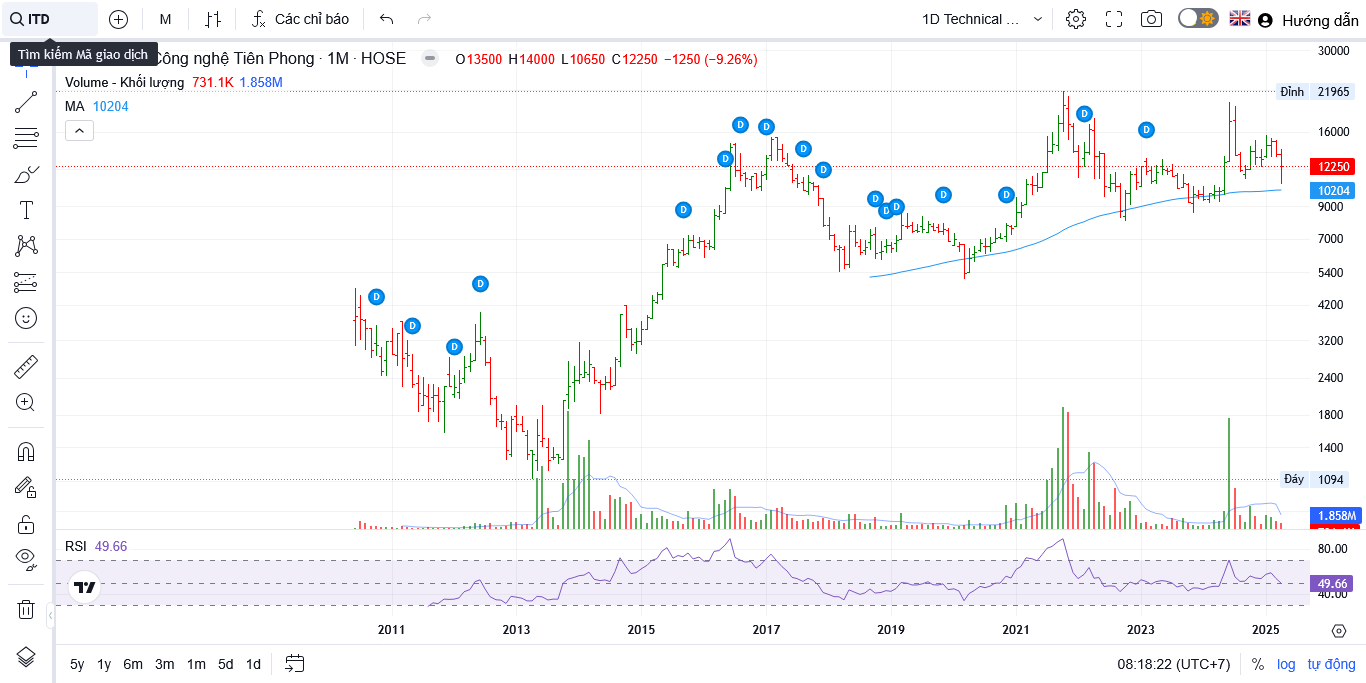 ITD
M
Các chỉ báo
1D Technical ...
Hướng dẫn
Tìm kiếm Mã giao dịch
Công nghệ Tiên Phong · 1M · HOSE
O13500 H14000 L10650 C12250 −1250 (−9.26%)
Volume - Khối lượng 731.1K 1.858M
MA 10204
30000
Đỉnh 21965
16000
12250
10204
9000
7000
5400
4200
3200
2400
1800
1400
Đáy 1094
1.858M
D D D D D D D D D D D D D D D D
RSI 49.66
80.00
49.66
40.00
2011 2013 2015 2017 2019 2021 2023 2025
5y 1y 6m 3m 1m 5d 1d
08:18:22 (UTC+7) % log tự động